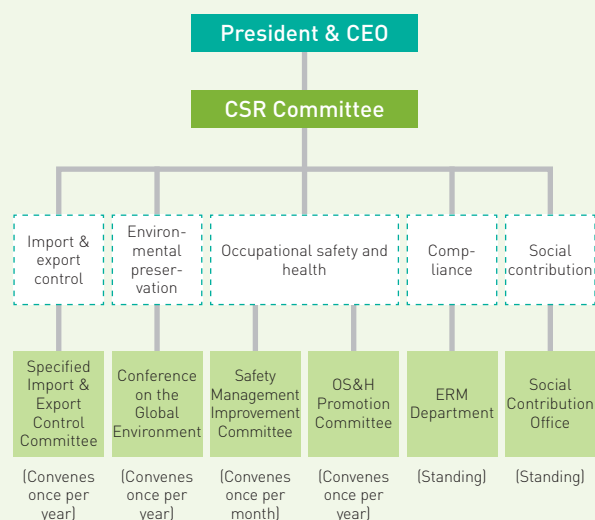 President & CEO
CSR Committee
Import &
export
control
Environ-
mental
preser-
vation
Occupational safety and
health
Comp-
liance
Social
contribution
Specified
Import &
Export
Control
Committee
Conference
on the
Global
Environment
Safety
Management
Improvement
Committee
OS&H
Promotion
Committee
ERM
Department
Social
Contribution
Office
(Convenes
once per
year)
(Convenes
once per
year)
(Convenes
once per
month)
(Convenes
once per
year)
(Standing)
(Standing)